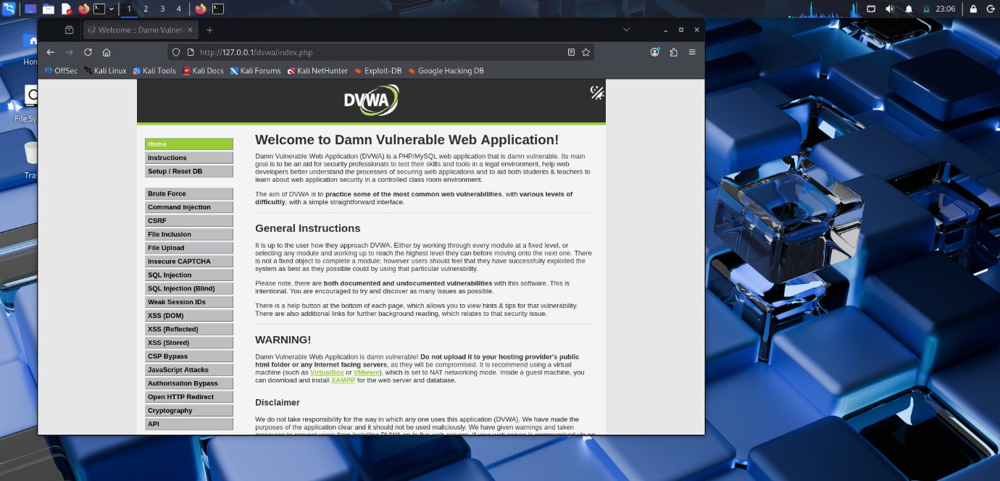 1 2 3 4
23:06
Welcome :: Damn Vulner
http://127.0.0.1/dvwa/index.php
OffSec Kali Linux Kali Tools Kali Docs Kali Forums Kali NetHunter Exploit-DB Google Hacking DB
Hom
File Sy
Tras
DVWA
Home
Instructions
Setup / Reset DB
Brute Force
Command Injection
CSRF
File Inclusion
File Upload
Insecure CAPTCHA
SQL Injection
SQL Injection (Blind)
Weak Session IDs
XSS (DOM)
XSS (Reflected)
XSS (Stored)
CSP Bypass
JavaScript Attacks
Authorisation Bypass
Open HTTP Redirect
Cryptography
API
Welcome to Damn Vulnerable Web Application!
Damn Vulnerable Web Application (DVWA) is a PHP/MySQL web application that is damn vulnerable. Its main
goal is to be an aid for security professionals to test their skills and tools in a legal environment, help web
developers better understand the processes of securing web applications and to aid both students & teachers to
learn about web application security in a controlled class room environment.
The aim of DVWA is to practice some of the most common web vulnerabilities, with various levels of
difficultly, with a simple straightforward interface.
General Instructions
It is up to the user how they approach DVWA. Either by working through every module at a fixed level, or
selecting any module and working up to reach the highest level they can before moving onto the next one. There
is not a fixed object to complete a module; however users should feel that they have successfully exploited the
system as best as they possible could by using that particular vulnerability.
Please note, there are both documented and undocumented vulnerabilities with this software. This is
intentional. You are encouraged to try and discover as many issues as possible.
There is a help button at the bottom of each page, which allows you to view hints & tips for that vulnerability.
There are also additional links for further background reading, which relates to that security issue.
WARNING!
Damn Vulnerable Web Application is damn vulnerable! Do not upload it to your hosting provider's public
html folder or any Internet facing servers, as they will be compromised. It is recommend using a virtual
machine (such as VirtualBox or VMware), which is set to NAT networking mode. Inside a guest machine, you
can download and install XAMPP for the web server and database.
Disclaimer
We do not take responsibility for the way in which any one uses this application (DVWA). We have made the
purposes of the application clear and it should not be used maliciously. We have given warnings and taken
measures to prevent users from installing DVWA on to live web servers. If your web server is compromised via an